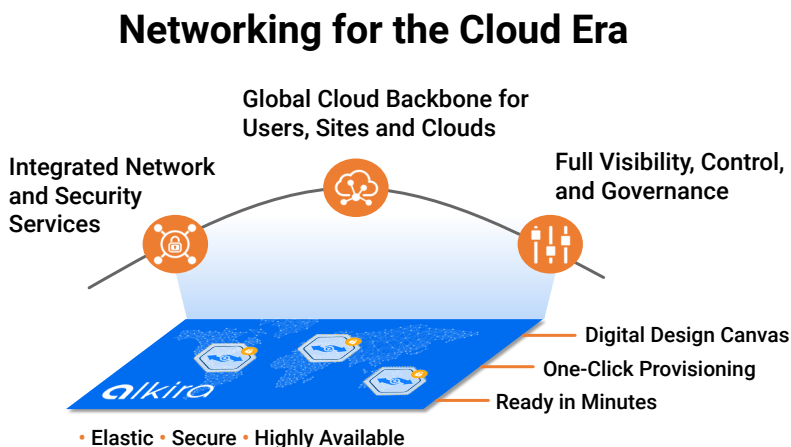 Networking for the Cloud Era
Global Cloud Backbone for
Users, Sites and Clouds
Integrated Network
and Security
Services
Full Visibility, Control,
and Governance
Digital Design Canvas
One-Click Provisioning
Ready in Minutes
alkira
• Elastic • Secure • Highly Available